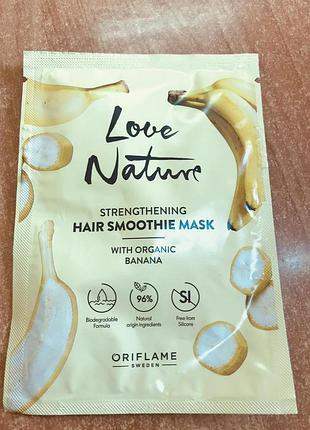 Love
Nature
STRENGTHENING
HAIR SMOOTHIE MASK
WITH ORGANIC
BANANA
Biodegradable
Formula
96%
Natural
origin ingredients
SI
Free from
Silicones
ORIFLAME
SWEDEN